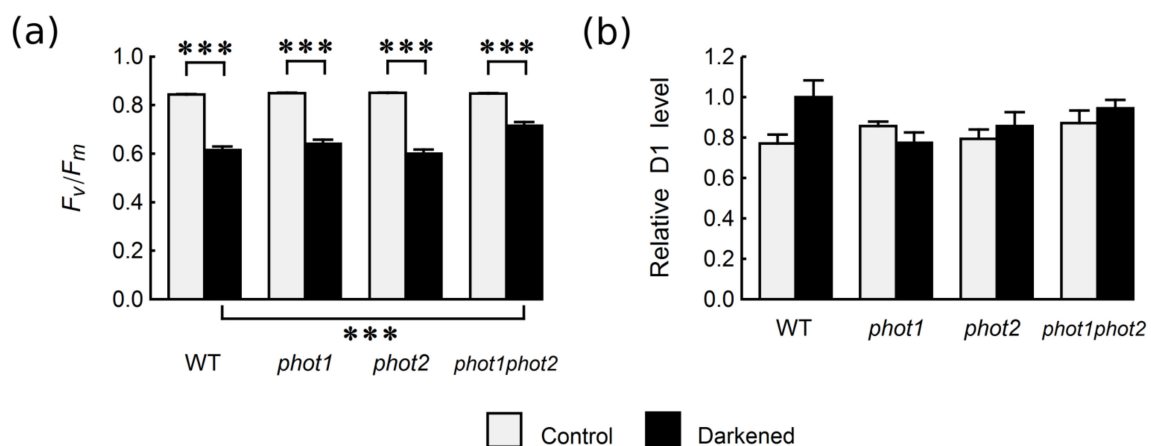 (a)
*** *** *** ***
1.0
0.8
0.6
0.4
0.2
0.0
Fv/Fm
***
WT phot1 phot2 phot1phot2
(b)
1.2
1.0
0.8
0.6
0.4
0.2
0.0
Relative D1 level
WT phot1 phot2 phot1phot2
Control Darkened